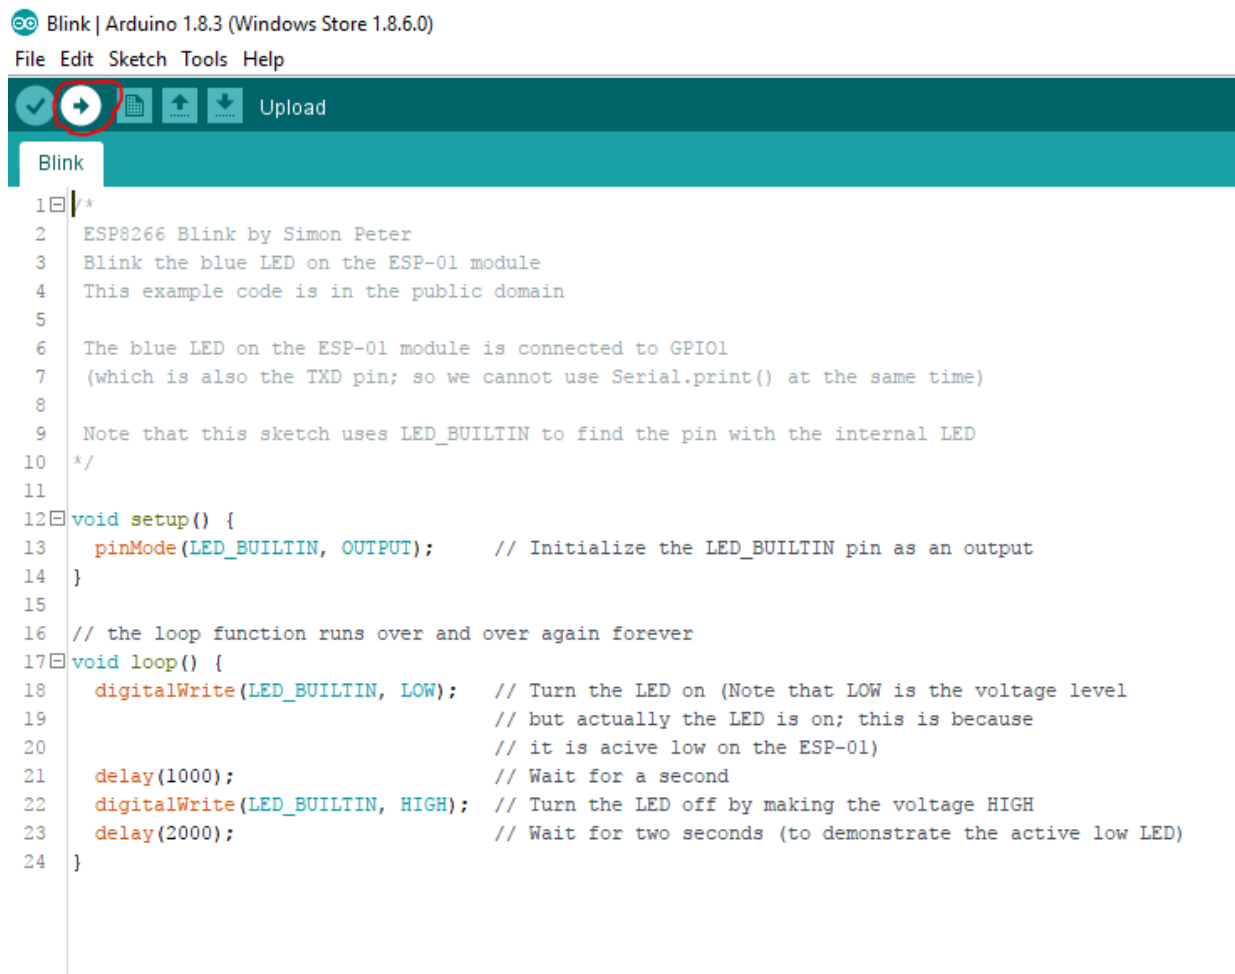 Blink | Arduino 1.8.3 (Windows Store 1.8.6.0)
File Edit Sketch Tools Help
Upload
Blink
1 /*
2 ESP8266 Blink by Simon Peter
3 Blink the blue LED on the ESP-01 module
4 This example code is in the public domain
5
6 The blue LED on the ESP-01 module is connected to GPIO1
7 (which is also the TXD pin; so we cannot use Serial.print() at the same time)
8
9 Note that this sketch uses LED_BUILTIN to find the pin with the internal LED
10 */
11
12 void setup() {
13 pinMode(LED_BUILTIN, OUTPUT); // Initialize the LED_BUILTIN pin as an output
14 }
15
16 // the loop function runs over and over again forever
17 void loop() {
18 digitalWrite(LED_BUILTIN, LOW); // Turn the LED on (Note that LOW is the voltage level
19 // but actually the LED is on; this is because
20 // it is acive low on the ESP-01)
21 delay(1000); // Wait for a second
22 digitalWrite(LED_BUILTIN, HIGH); // Turn the LED off by making the voltage HIGH
23 delay(2000); // Wait for two seconds (to demonstrate the active low LED)
24 }